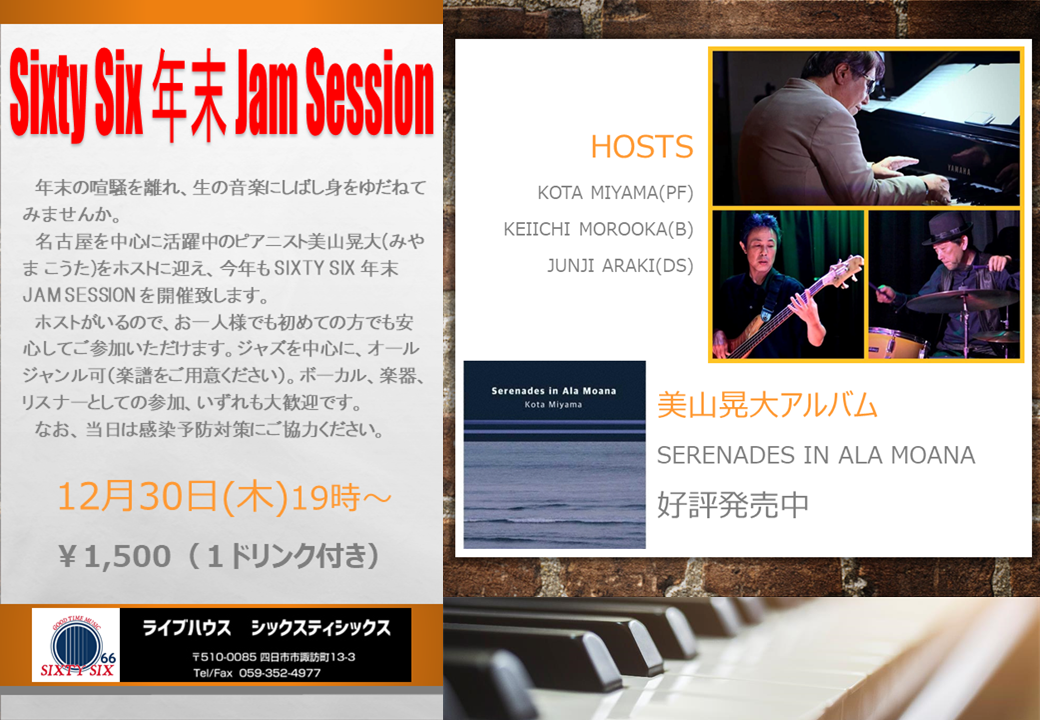 Sixty Six 年末 Jam Session
年末の喧騒を離れ、生の音楽にしばし身をゆだねて
みませんか。
名古屋を中心に活躍中のピアニスト美山晃大(みや
ま こうた)をホストに迎え、今年も SIXTY SIX 年末
JAM SESSION を開催致します。
ホストがいるので、お一人様でも初めての方でも安
心してご参加いただけます。ジャズを中心に、オール
ジャンル可(楽譜をご用意ください)。ボーカル、楽器、
リスナーとしての参加、いずれも大歓迎です。
なお、当日は感染予防対策にご協力ください。
12月30日(木)19時～
￥1,500（１ドリンク付き）
GOOD TIME MUSIC
66
SIXTY SIX
ライブハウス シックスティシックス
〒510-0085 四日市市諏訪町13-3
Tel/Fax 059-352-4977
HOSTS
KOTA MIYAMA(PF)
KEIICHI MOROOKA(B)
JUNJI ARAKI(DS)
YAMAHA
Serenades in Ala Moana
Kota Miyama
美山晃大アルバム
SERENADES IN ALA MOANA
好評発売中